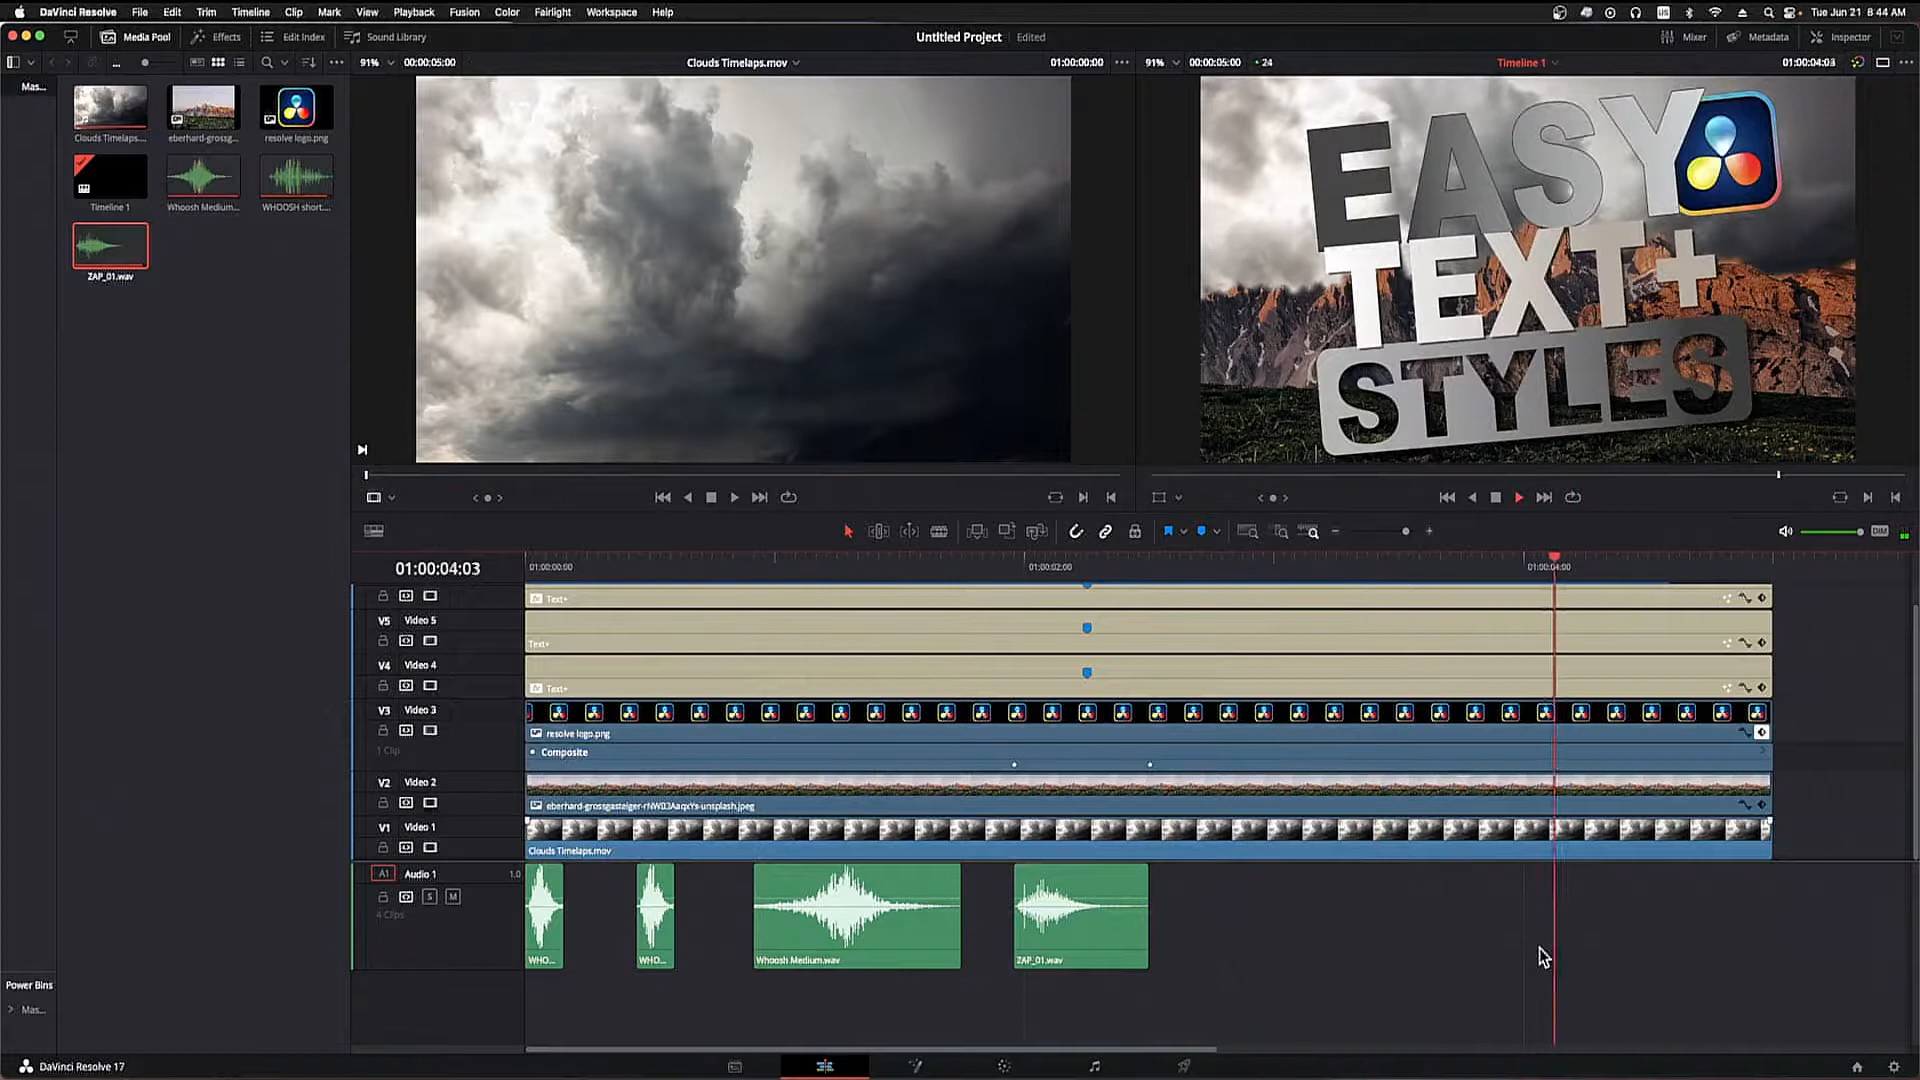 DaVinci Resolve File Edit Trim Timeline Clip Mark View Playback Fusion Color Fairlight Workspace Help Tue Jun 21 8:44 AM
Media Pool Effects Edit Index Sound Library Untitled Project Edited Mixer Metadata Inspector
91% 00:00:05:00 Clouds Timelaps.mov 01:00:00:00 91% 00:00:05:00 24 Timeline 1 01:00:04:03
Mas...
Clouds Timelaps... eberhard-grossg... resolve logo.png
Timeline 1 Whoosh Medium... WHOOSH short...
ZAP_01.wav
EASY
TEXT+
STYLES
DIM
01:00:04:03 01:00:00:00 01:00:02:00 01:00:04:00
Text+
V5 Video 5
Text+
V4 Video 4
Text+
V3 Video 3
resolve logo.png
1 Clip Composite
V2 Video 2
eberhard-grossgasteiger-rNWB3AaqxYs-unsplash.jpeg
V1 Video 1
Clouds Timelaps.mov
A1 Audio 1 1.0
S M
4 Clips
WHO... WHO... Whoosh Medium.wav ZAP_01.wav
Power Bins
Mas...
DaVinci Resolve 17